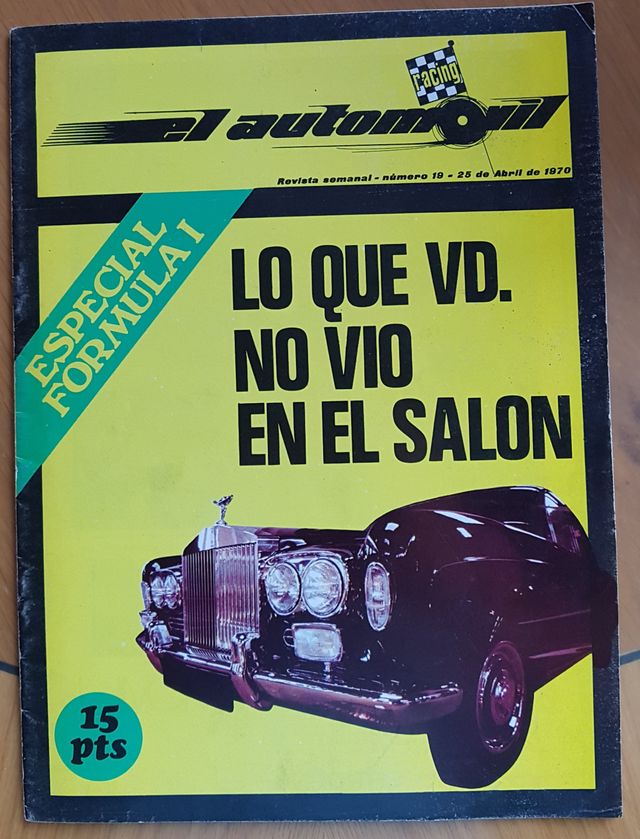 racing
el automovil
Revista semanal - número 19 - 25 de Abril de 1970
ESPECIAL
FORMULA I
LO QUE VD.
NO VIO
EN EL SALON
15
pts